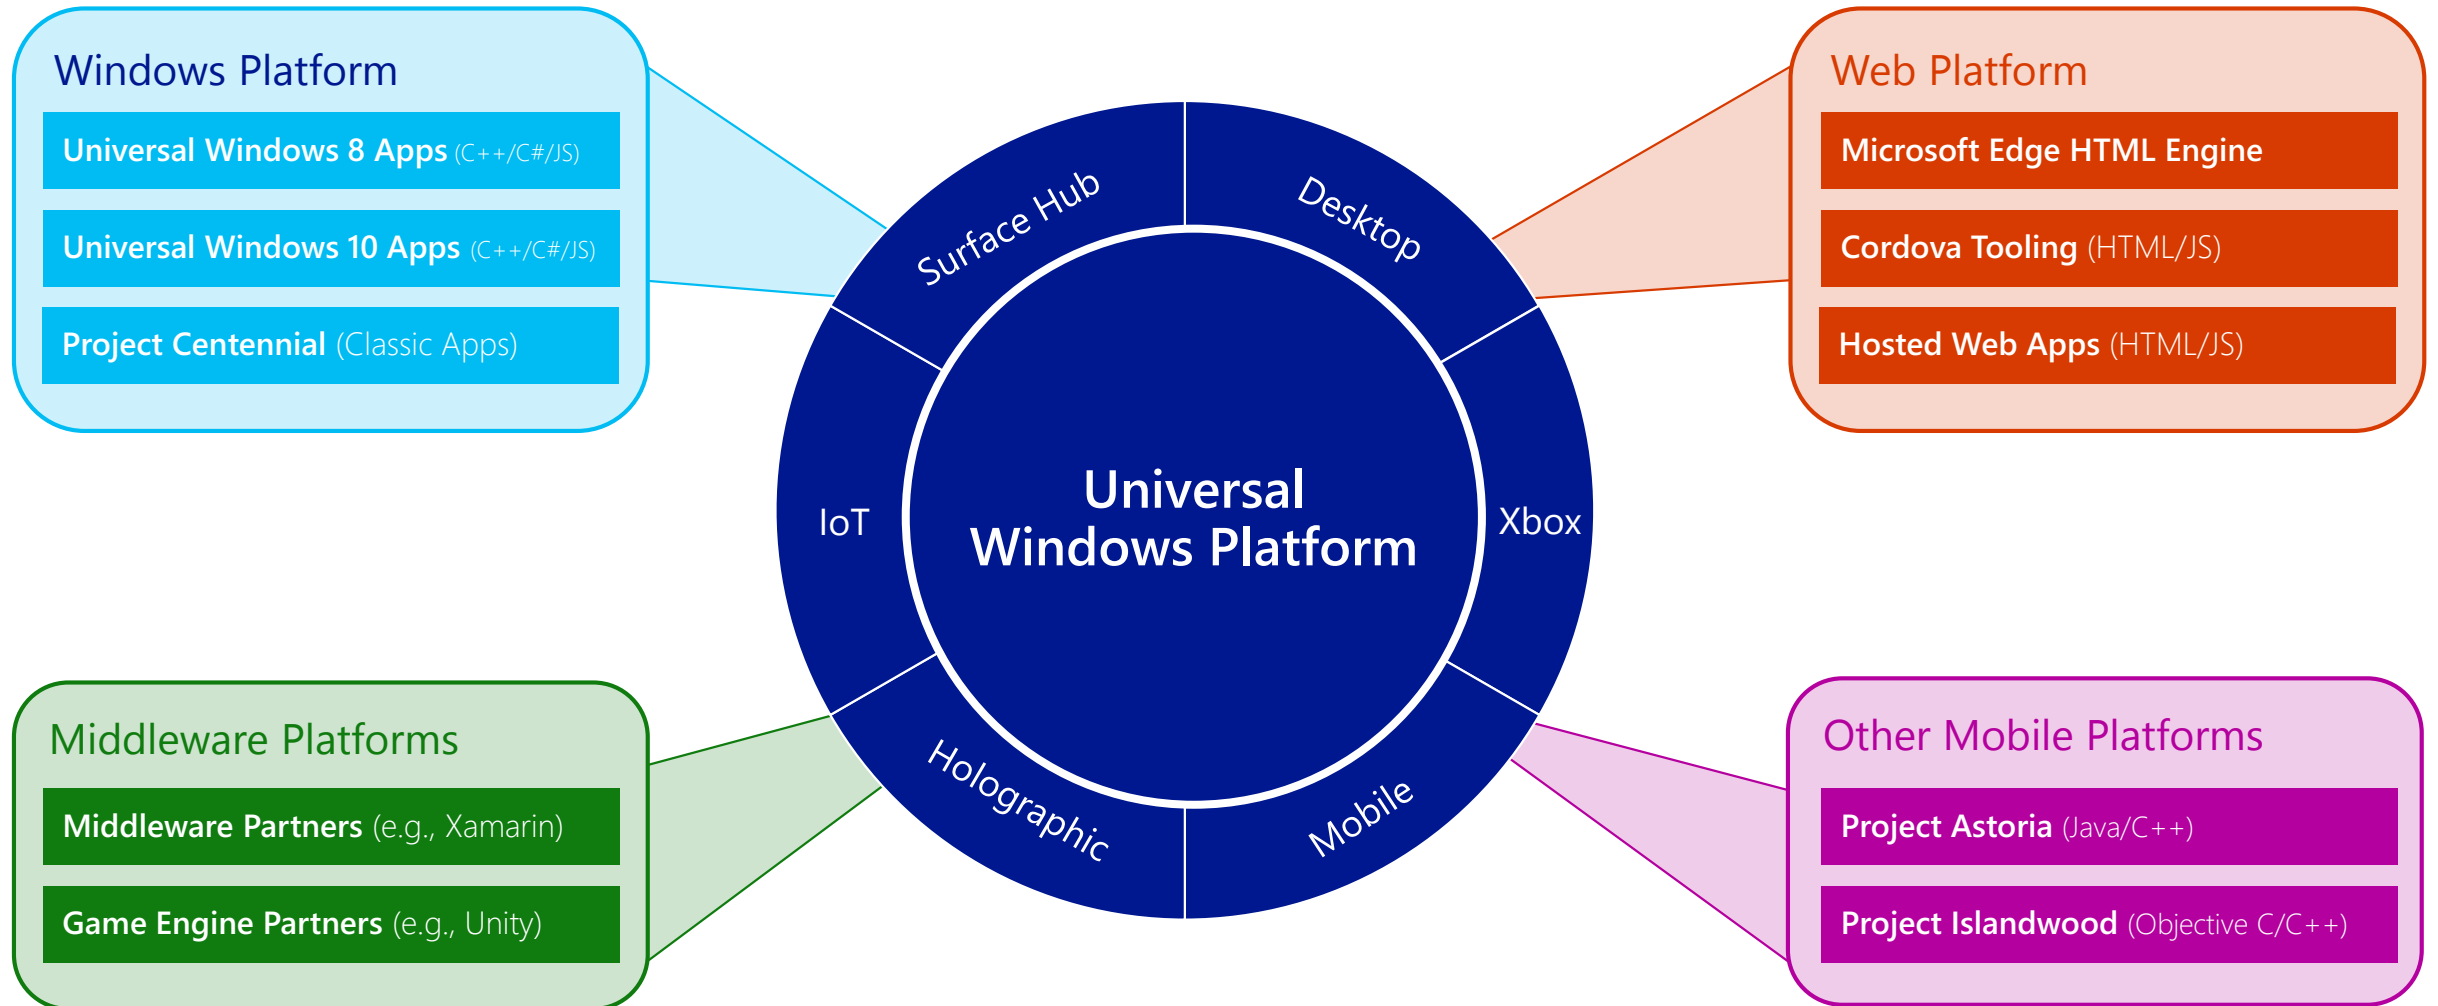 Windows Platform
Universal Windows 8 Apps (C++/C#/JS)
Universal Windows 10 Apps (C++/C#/JS)
Project Centennial (Classic Apps)
Web Platform
Microsoft Edge HTML Engine
Cordova Tooling (HTML/JS)
Hosted Web Apps (HTML/JS)
Surface Hub
Desktop
IoT
Universal
Windows Platform
Xbox
Holographic
Mobile
Middleware Platforms
Middleware Partners (e.g., Xamarin)
Game Engine Partners (e.g., Unity)
Other Mobile Platforms
Project Astoria (Java/C++)
Project Islandwood (Objective C/C++)